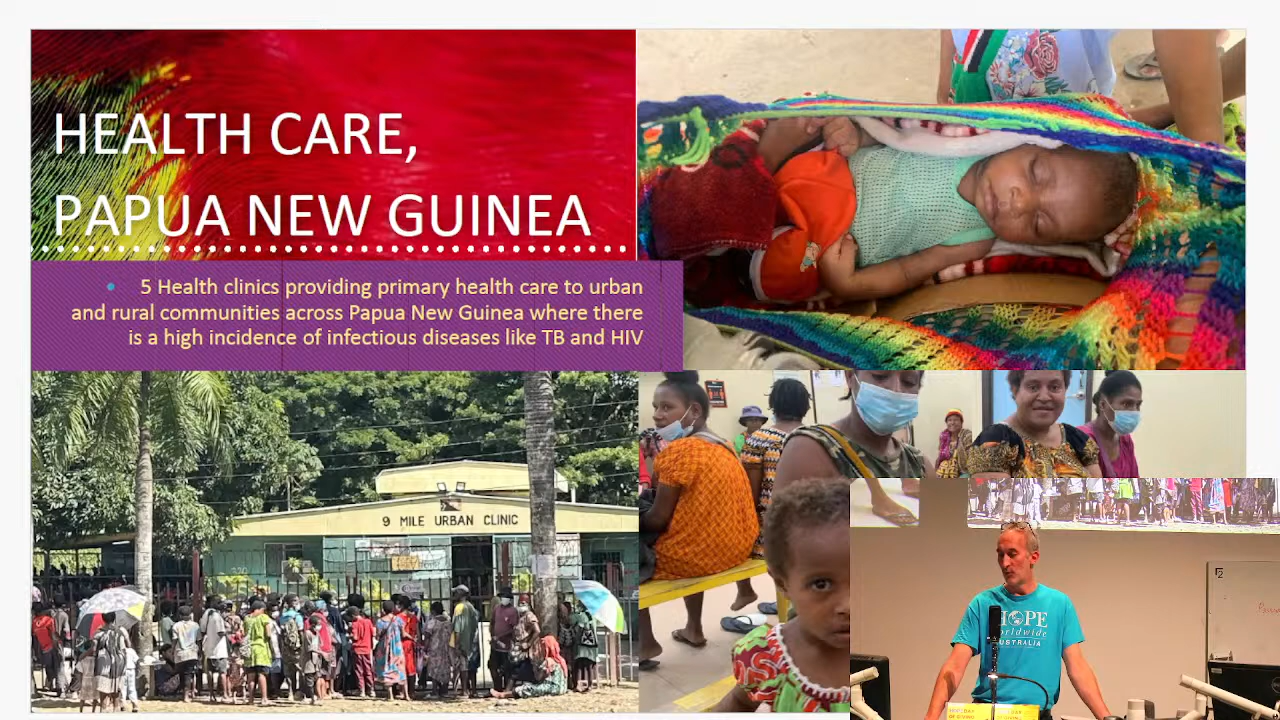 HEALTH CARE,
PAPUA NEW GUINEA
• 5 Health clinics providing primary health care to urban
and rural communities across Papua New Guinea where there
is a high incidence of infectious diseases like TB and HIV
9 MILE URBAN CLINIC
HOPE
worldwide
AUSTRALIA